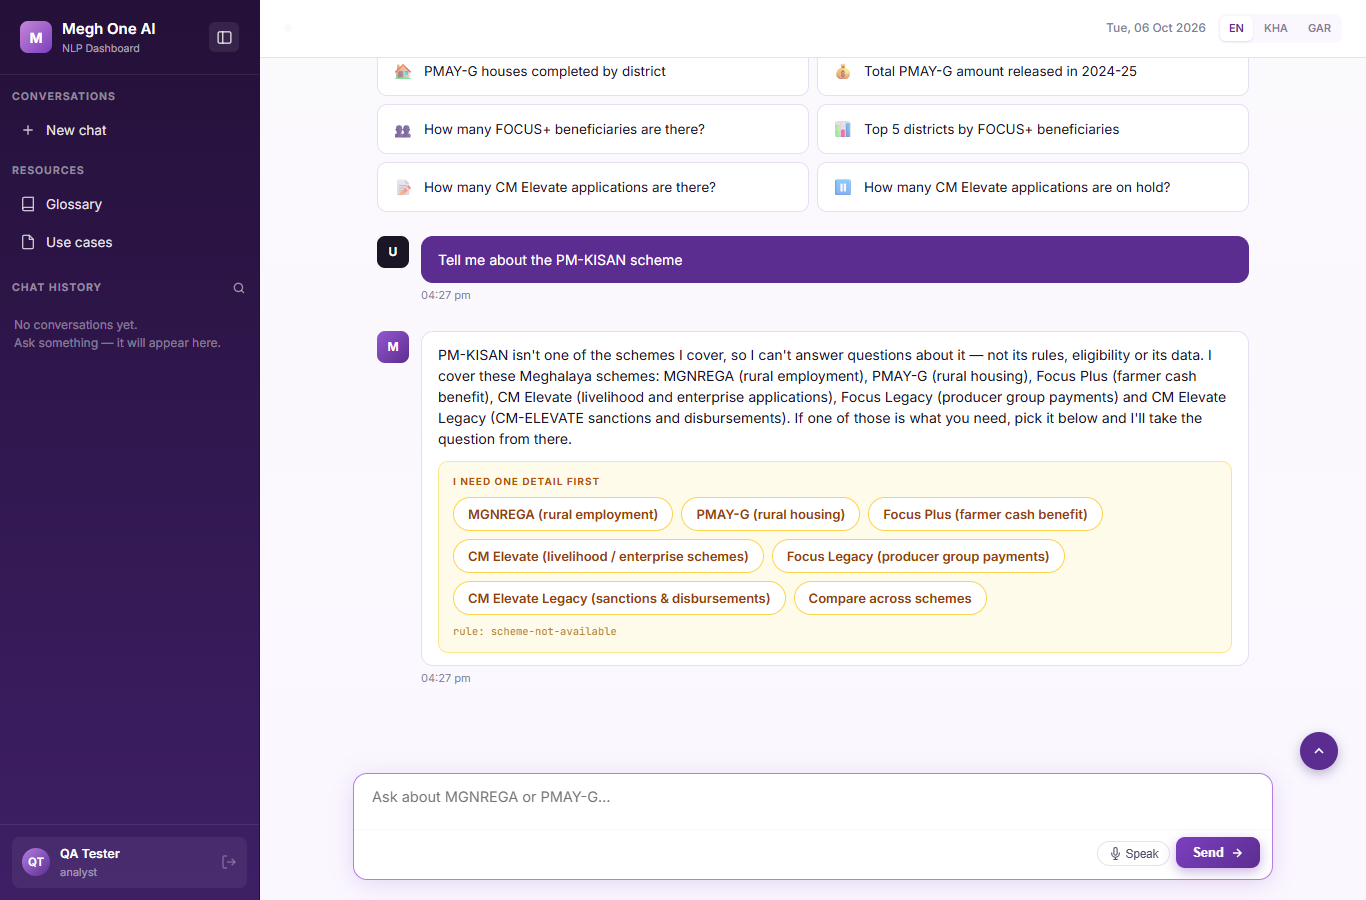 M
Megh One AI
NLP Dashboard
CONVERSATIONS
New chat
RESOURCES
Glossary
Use cases
CHAT HISTORY
No conversations yet.
Ask something — it will appear here.
QT
QA Tester
analyst
Tue, 06 Oct 2026
EN
KHA
GAR
PMAY-G houses completed by district
Total PMAY-G amount released in 2024-25
How many FOCUS+ beneficiaries are there?
Top 5 districts by FOCUS+ beneficiaries
How many CM Elevate applications are there?
How many CM Elevate applications are on hold?
U
Tell me about the PM-KISAN scheme
04:27 pm
M
PM-KISAN isn't one of the schemes I cover, so I can't answer questions about it — not its rules, eligibility or its data. I
cover these Meghalaya schemes: MGNREGA (rural employment), PMAY-G (rural housing), Focus Plus (farmer cash
benefit), CM Elevate (livelihood and enterprise applications), Focus Legacy (producer group payments) and CM Elevate
Legacy (CM-ELEVATE sanctions and disbursements). If one of those is what you need, pick it below and I'll take the
question from there.
I NEED ONE DETAIL FIRST
MGNREGA (rural employment)
PMAY-G (rural housing)
Focus Plus (farmer cash benefit)
CM Elevate (livelihood / enterprise schemes)
Focus Legacy (producer group payments)
CM Elevate Legacy (sanctions & disbursements)
Compare across schemes
rule: scheme-not-available
04:27 pm
Ask about MGNREGA or PMAY-G...
Speak
Send